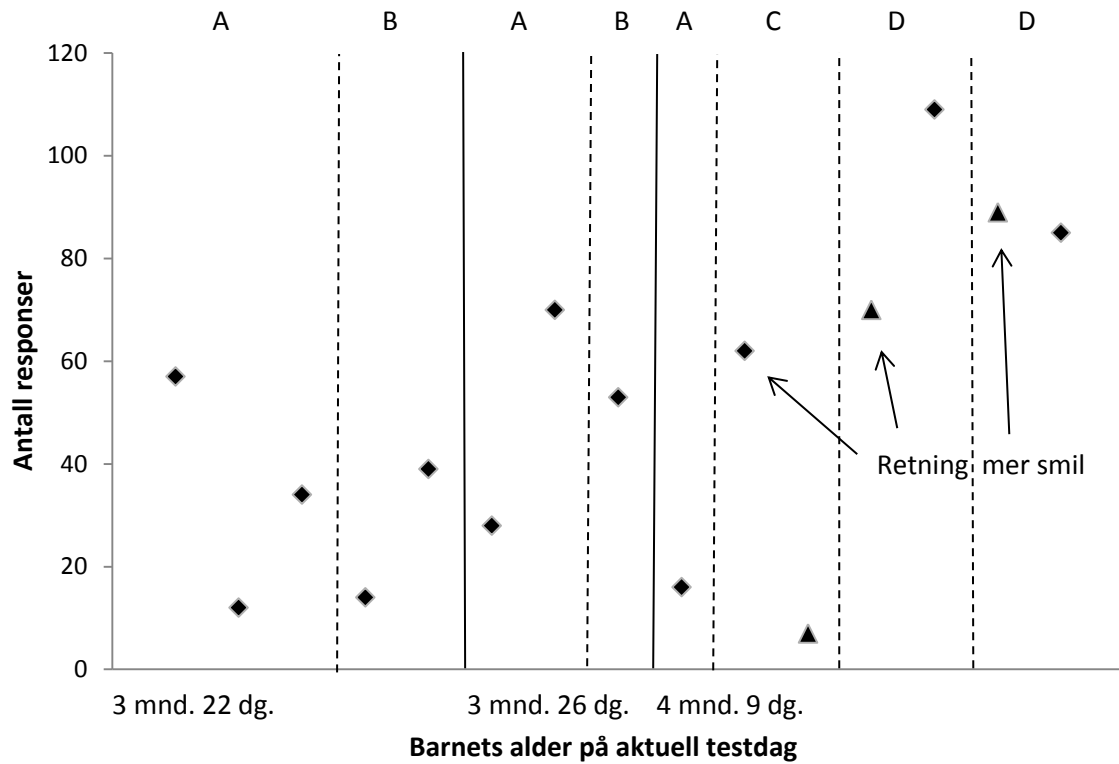 A B A B A C D D
120
100
80
60
40
20
0
Antall responser
Retning mer smil
3 mnd. 22 dg. 3 mnd. 26 dg. 4 mnd. 9 dg.
Barnets alder på aktuell testdag